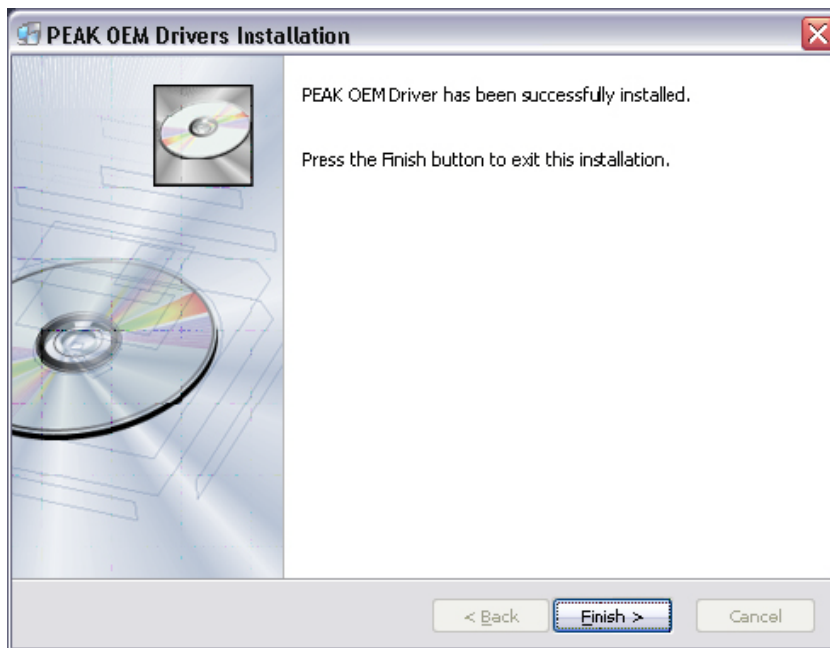 PEAK OEM Drivers Installation
PEAK OEM Driver has been successfully installed.
Press the Finish button to exit this installation.
< Back
Finish >
Cancel